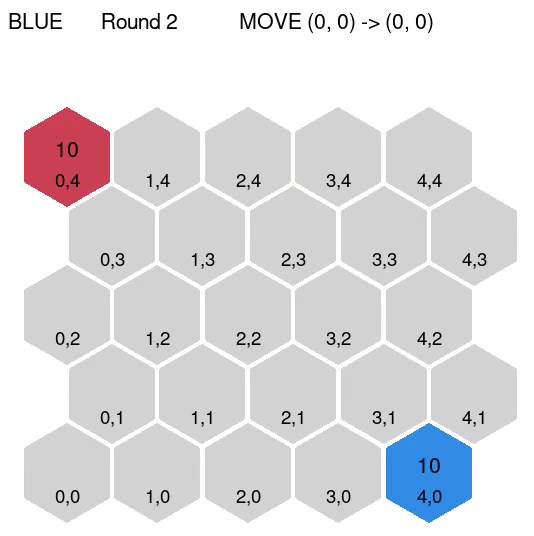 BLUE Round 2 MOVE (0, 0) -> (0, 0)
10
0,4 1,4 2,4 3,4 4,4
0,3 1,3 2,3 3,3 4,3
0,2 1,2 2,2 3,2 4,2
0,1 1,1 2,1 3,1 4,1
10
0,0 1,0 2,0 3,0 4,0